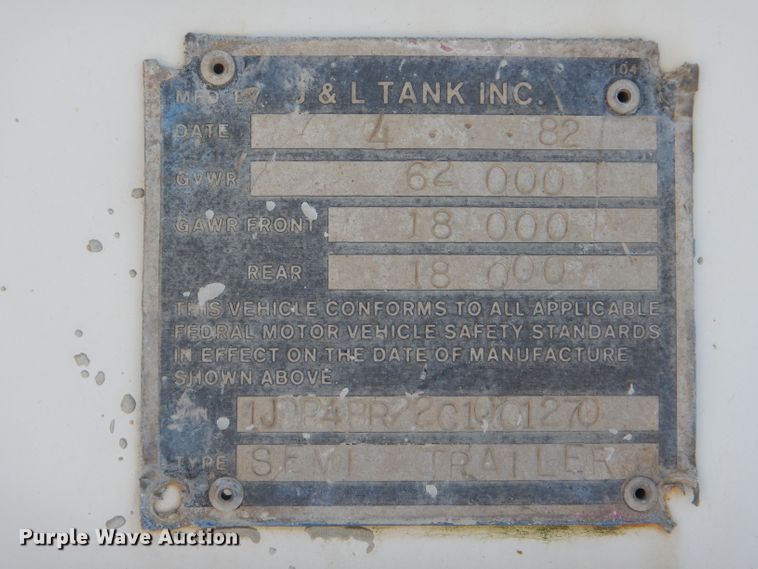 104
MFD BY J & L TANK INC.
DATE 4 82
GVWR 62 000
GAWR FRONT 18 000
REAR 18 000
THIS VEHICLE CONFORMS TO ALL APPLICABLE
FEDRAL MOTOR VEHICLE SAFETY STANDARDS
IN EFFECT ON THE DATE OF MANUFACTURE
SHOWN ABOVE.
TYPE SEMI TRAILER
Purple Wave Auction